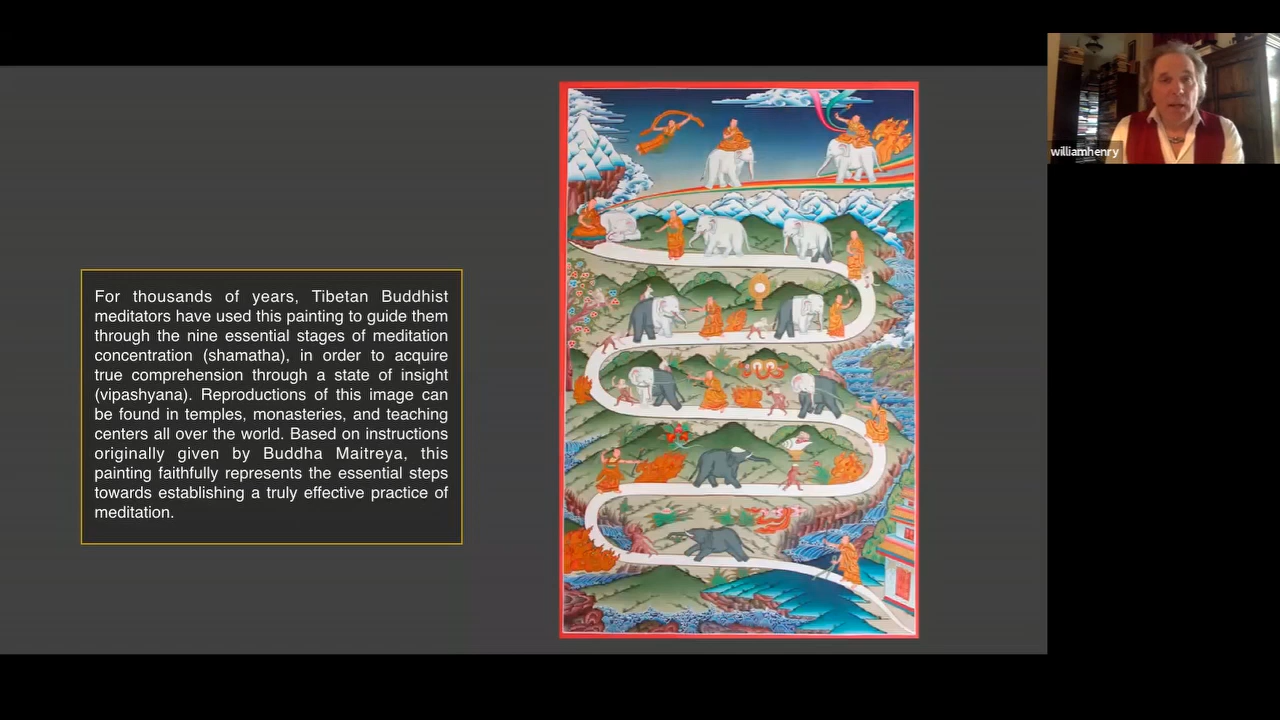 williamhenry
For thousands of years, Tibetan Buddhist
meditators have used this painting to guide them
through the nine essential stages of meditation
concentration (shamatha), in order to acquire
true comprehension through a state of insight
(vipashyana). Reproductions of this image can
be found in temples, monasteries, and teaching
centers all over the world. Based on instructions
originally given by Buddha Maitreya, this
painting faithfully represents the essential steps
towards establishing a truly effective practice of
meditation.